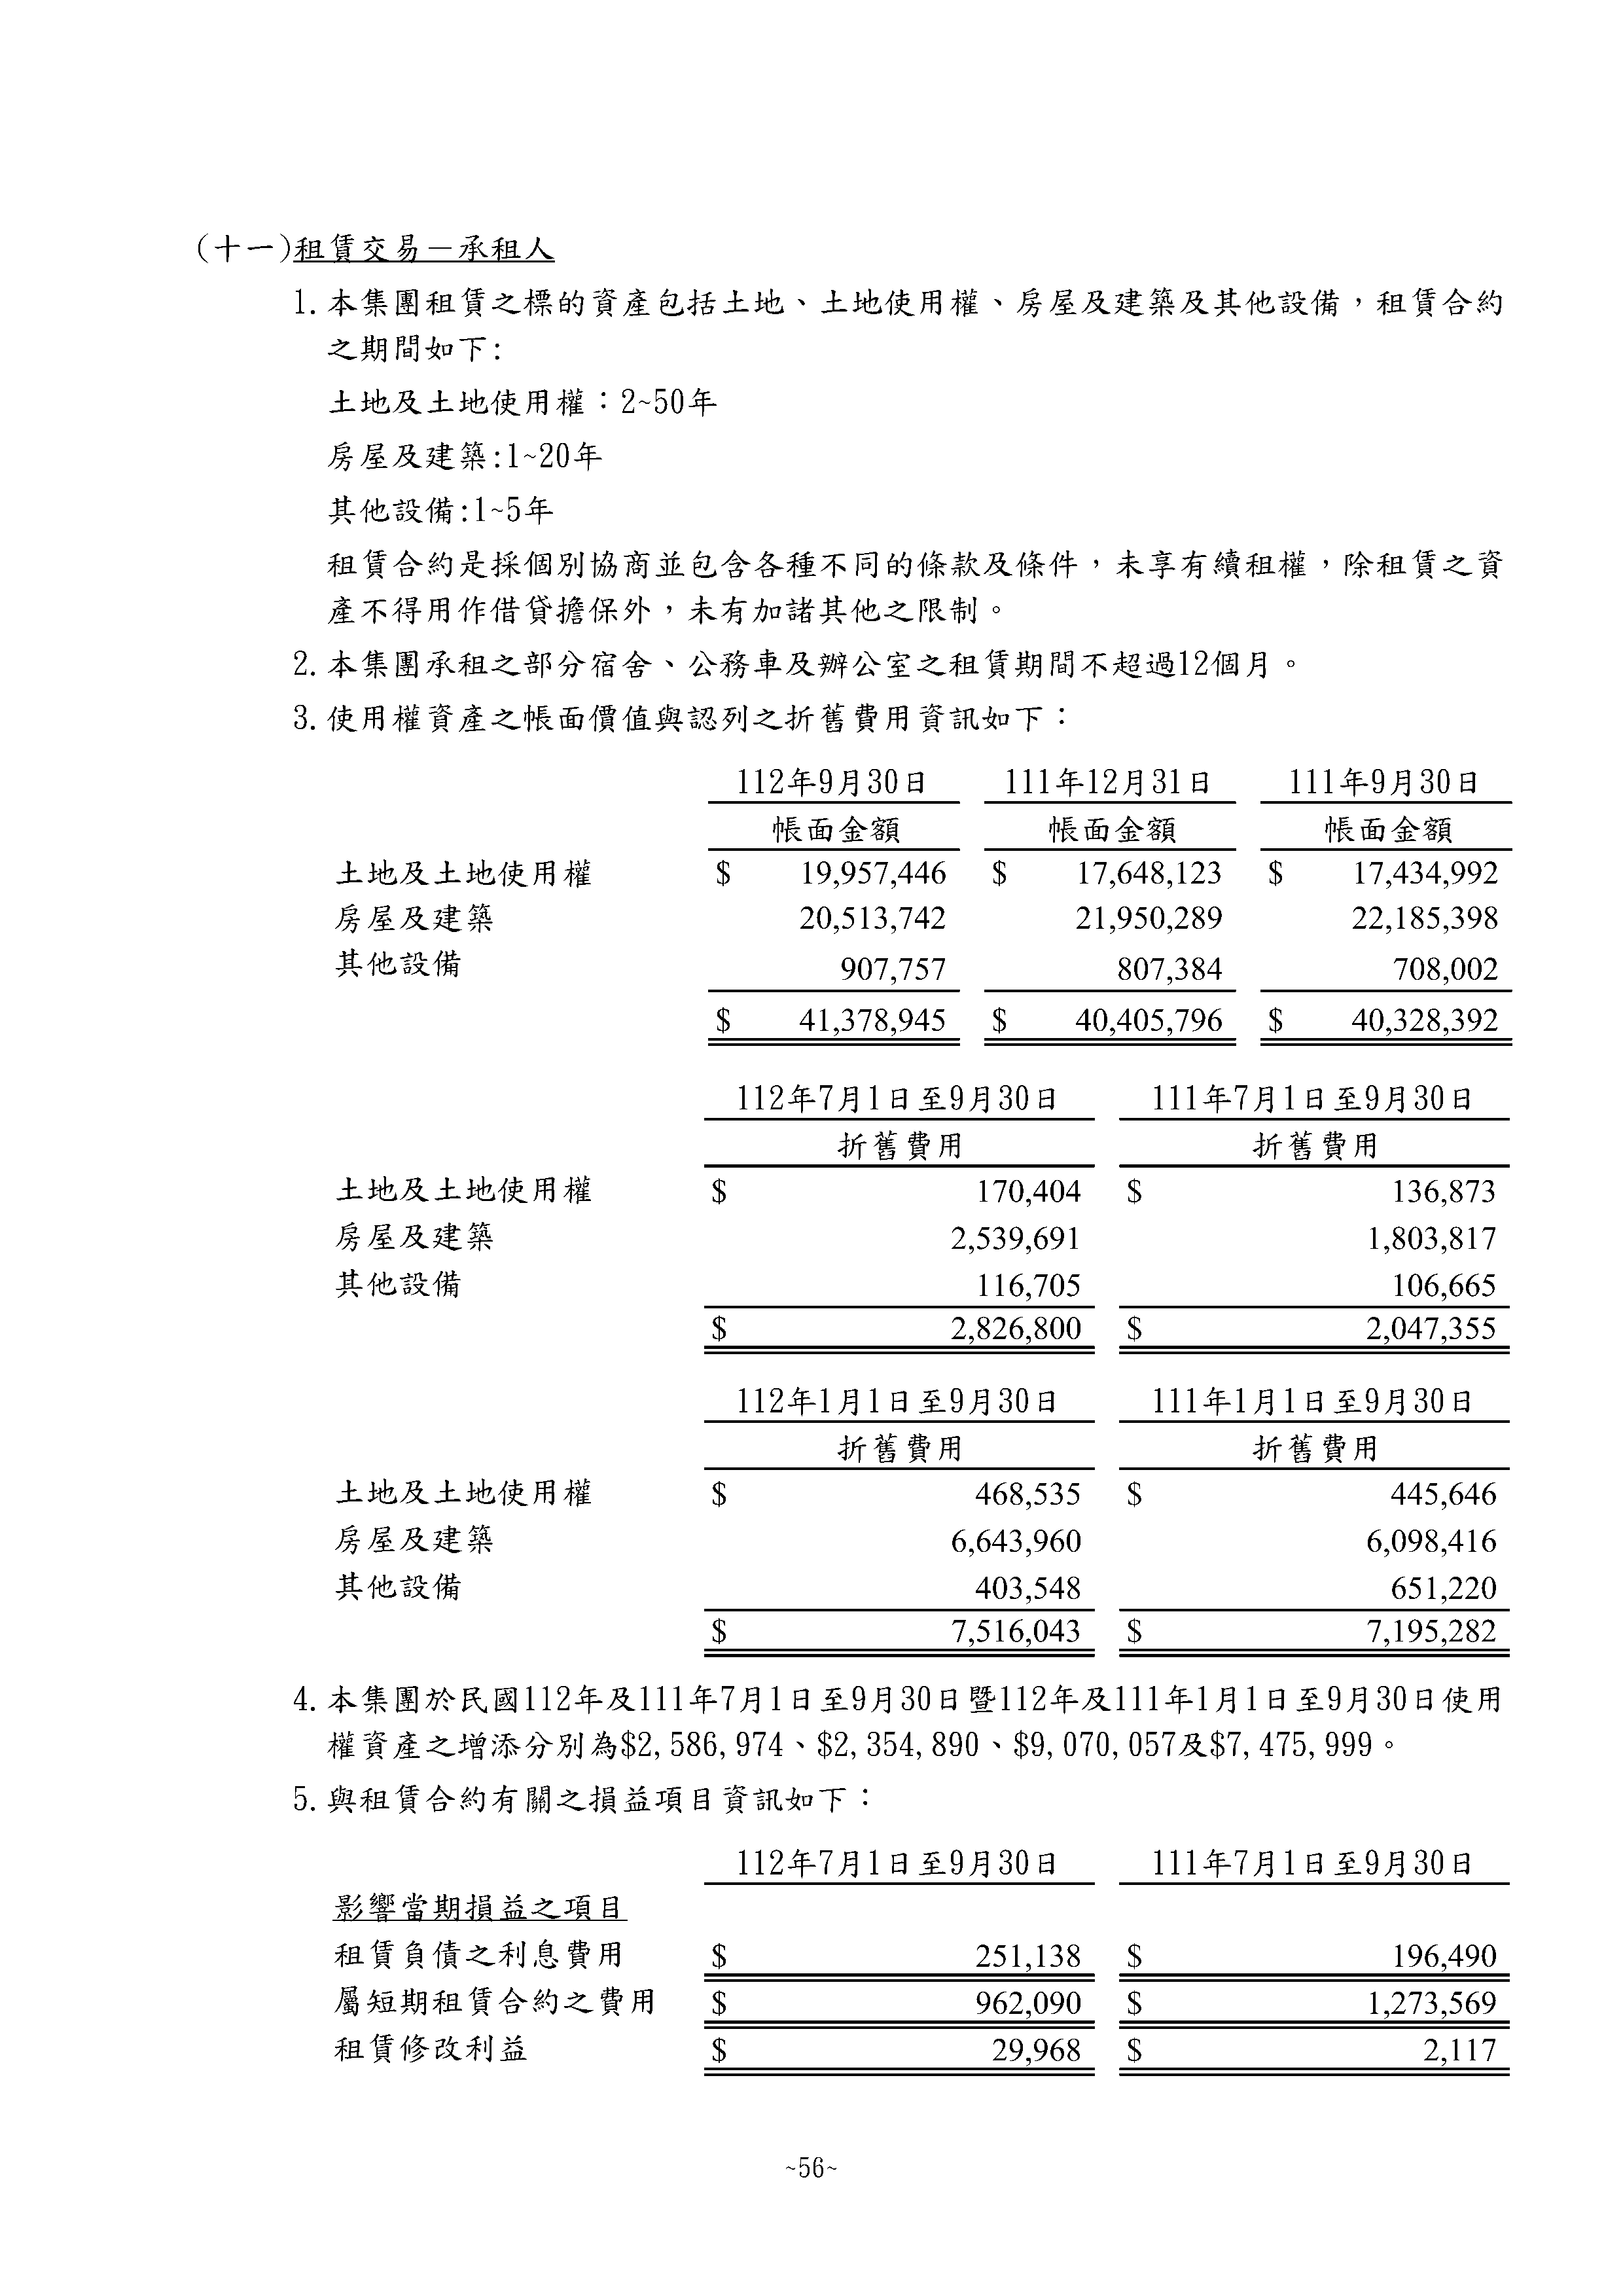 (十一)租賃交易－承租人
1.本集團租賃之標的資產包括土地、土地使用權、房屋及建築及其他設備，租賃合約
之期間如下:
土地及土地使用權：2~50年
房屋及建築:1~20年
其他設備:1~5年
租賃合約是採個別協商並包含各種不同的條款及條件，未享有續租權，除租賃之資
產不得用作借貸擔保外，未有加諸其他之限制。
2.本集團承租之部分宿舍、公務車及辦公室之租賃期間不超過12個月。
3.使用權資產之帳面價值與認列之折舊費用資訊如下：
112年9月30日 111年12月31日 111年9月30日
帳面金額 帳面金額 帳面金額
土地及土地使用權 $ 19,957,446 $ 17,648,123 $ 17,434,992
房屋及建築 20,513,742 21,950,289 22,185,398
其他設備 907,757 807,384 708,002
$ 41,378,945 $ 40,405,796 $ 40,328,392
112年7月1日至9月30日 111年7月1日至9月30日
折舊費用 折舊費用
土地及土地使用權 $ 170,404 $ 136,873
房屋及建築 2,539,691 1,803,817
其他設備 116,705 106,665
$ 2,826,800 $ 2,047,355
112年1月1日至9月30日 111年1月1日至9月30日
折舊費用 折舊費用
土地及土地使用權 $ 468,535 $ 445,646
房屋及建築 6,643,960 6,098,416
其他設備 403,548 651,220
$ 7,516,043 $ 7,195,282
4.本集團於民國112年及111年7月1日至9月30日暨112年及111年1月1日至9月30日使用
權資產之增添分別為$2,586,974、$2,354,890、$9,070,057及$7,475,999。
5.與租賃合約有關之損益項目資訊如下：
112年7月1日至9月30日 111年7月1日至9月30日
影響當期損益之項目
租賃負債之利息費用 $ 251,138 $ 196,490
屬短期租賃合約之費用 $ 962,090 $ 1,273,569
租賃修改利益 $ 29,968 $ 2,117
~56~